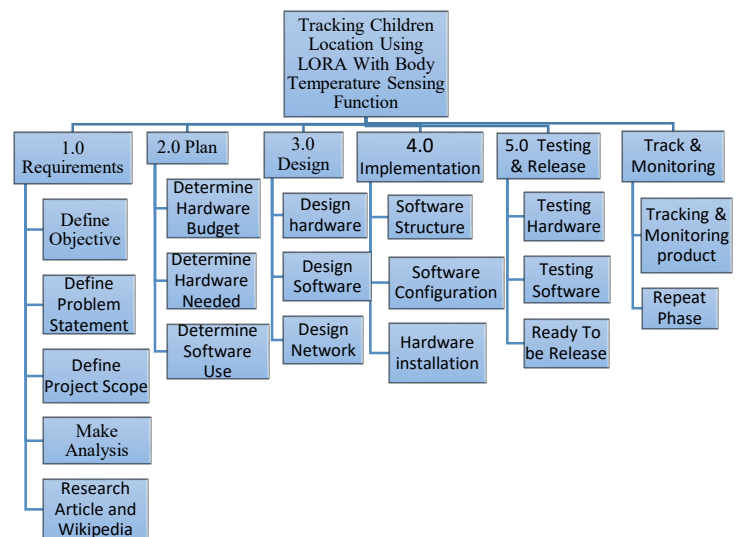 Tracking Children
Location Using
LORA With Body
Temperature Sensing
Function
1.0
Requirements
Define
Objective
Define
Problem
Statement
Define
Project Scope
Make
Analysis
Research
Article and
Wikipedia
2.0 Plan
Determine
Hardware
Budget
Determine
Hardware
Needed
Determine
Software
Use
3.0
Design
Design
hardware
Design
Software
Design
Network
4.0
Implementation
Software
Structure
Software
Configuration
Hardware
installation
5.0 Testing
& Release
Testing
Hardware
Testing
Software
Ready To
be Release
Track &
Monitoring
Tracking &
Monitoring
product
Repeat
Phase